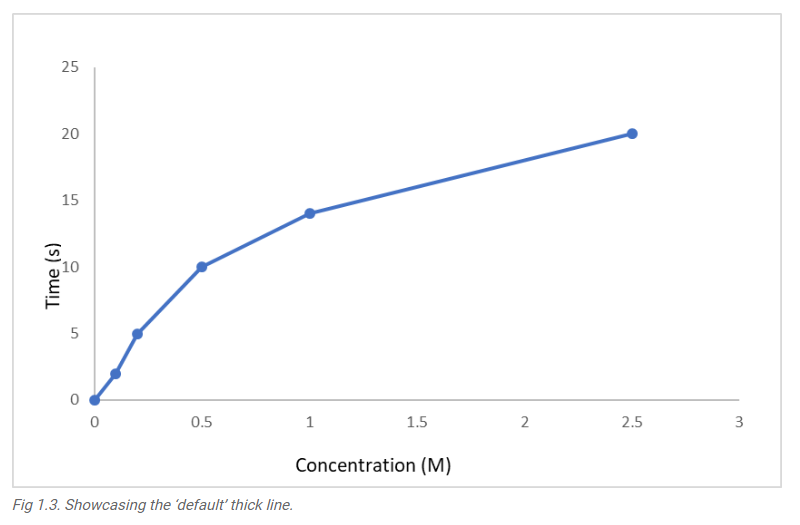 25
20
15
10
5
0
Time (s)
0 0.5 1 1.5 2 2.5 3
Concentration (M)
Fig 1.3. Showcasing the ‘default’ thick line.